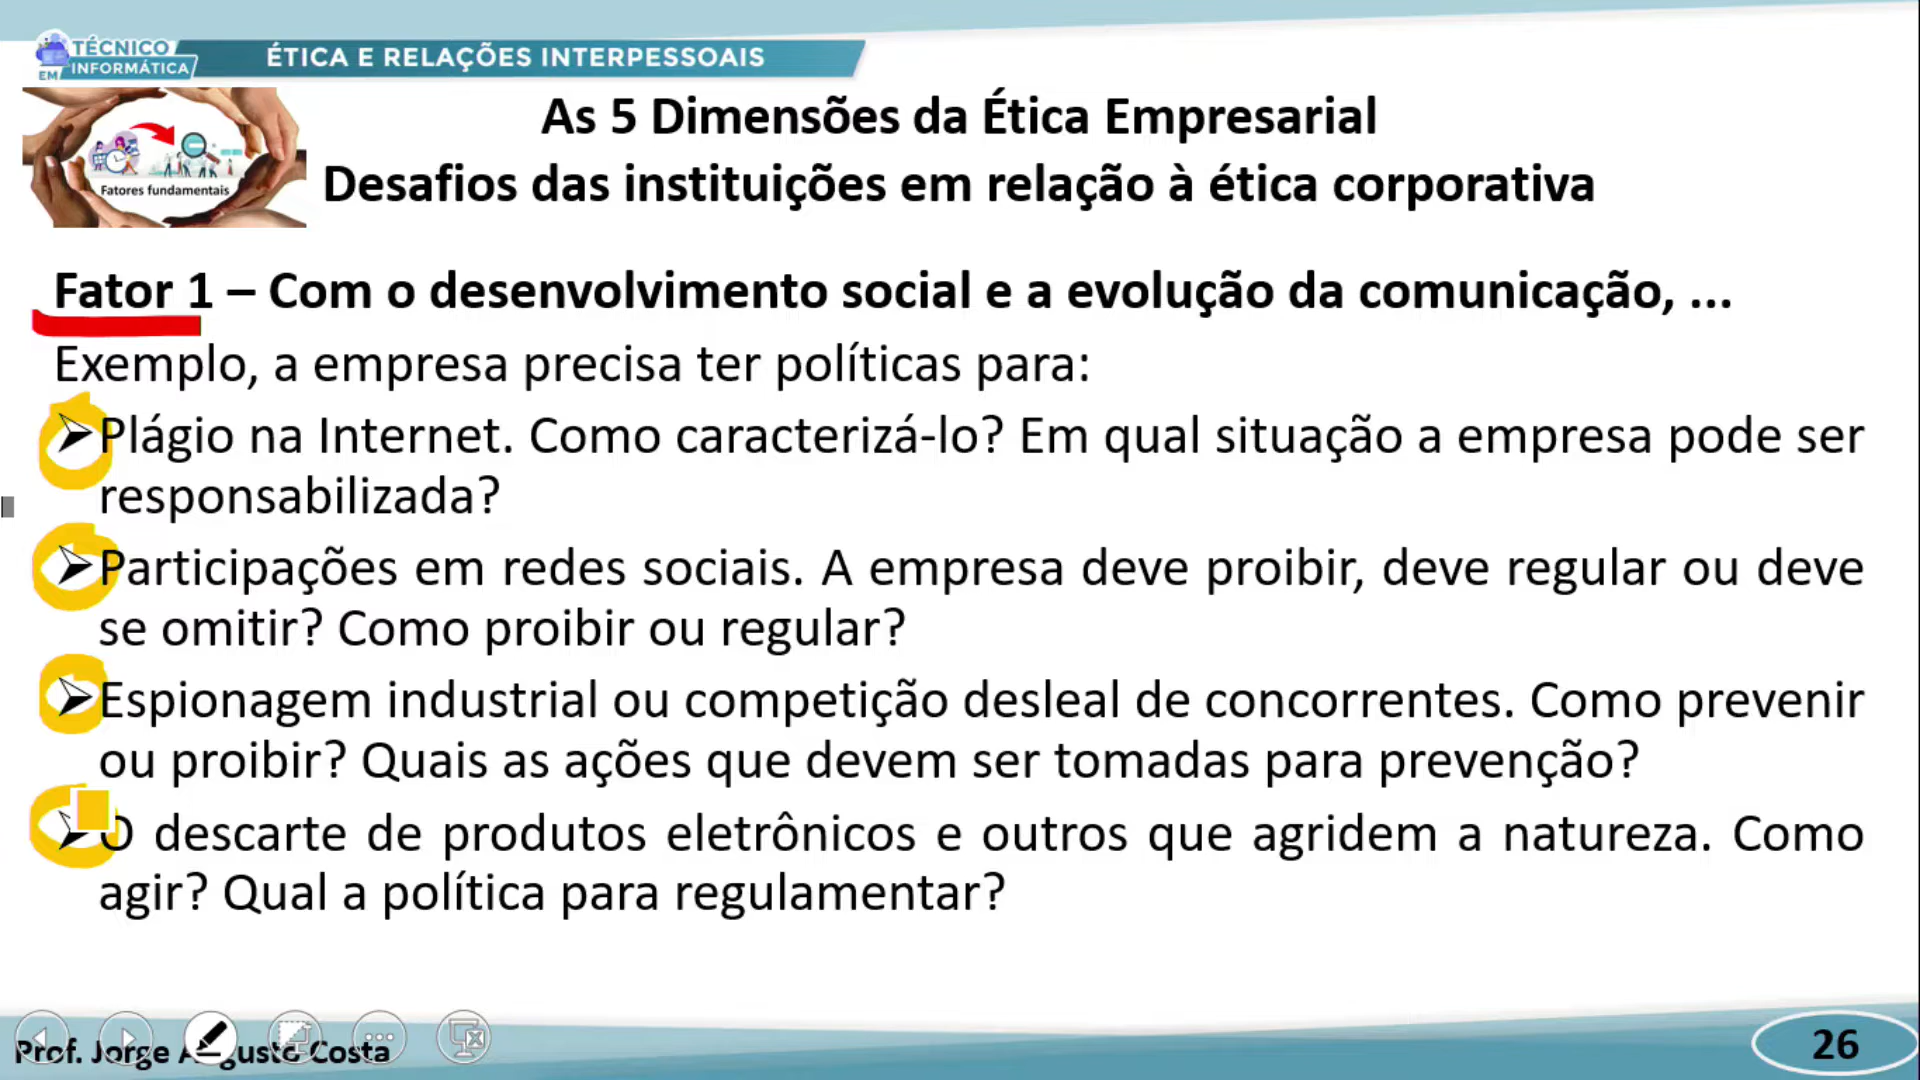 TÉCNICO
EM INFORMÁTICA
ÉTICA E RELAÇÕES INTERPESSOAIS
Fatores fundamentais
As 5 Dimensões da Ética Empresarial
Desafios das instituições em relação à ética corporativa
Fator 1 – Com o desenvolvimento social e a evolução da comunicação, ...
Exemplo, a empresa precisa ter políticas para:
➢Plágio na Internet. Como caracterizá-lo? Em qual situação a empresa pode ser
responsabilizada?
➢Participações em redes sociais. A empresa deve proibir, deve regular ou deve
se omitir? Como proibir ou regular?
➢Espionagem industrial ou competição desleal de concorrentes. Como prevenir
ou proibir? Quais as ações que devem ser tomadas para prevenção?
➢O descarte de produtos eletrônicos e outros que agridem a natureza. Como
agir? Qual a política para regulamentar?
Prof. Jorge Augusto Costa
26